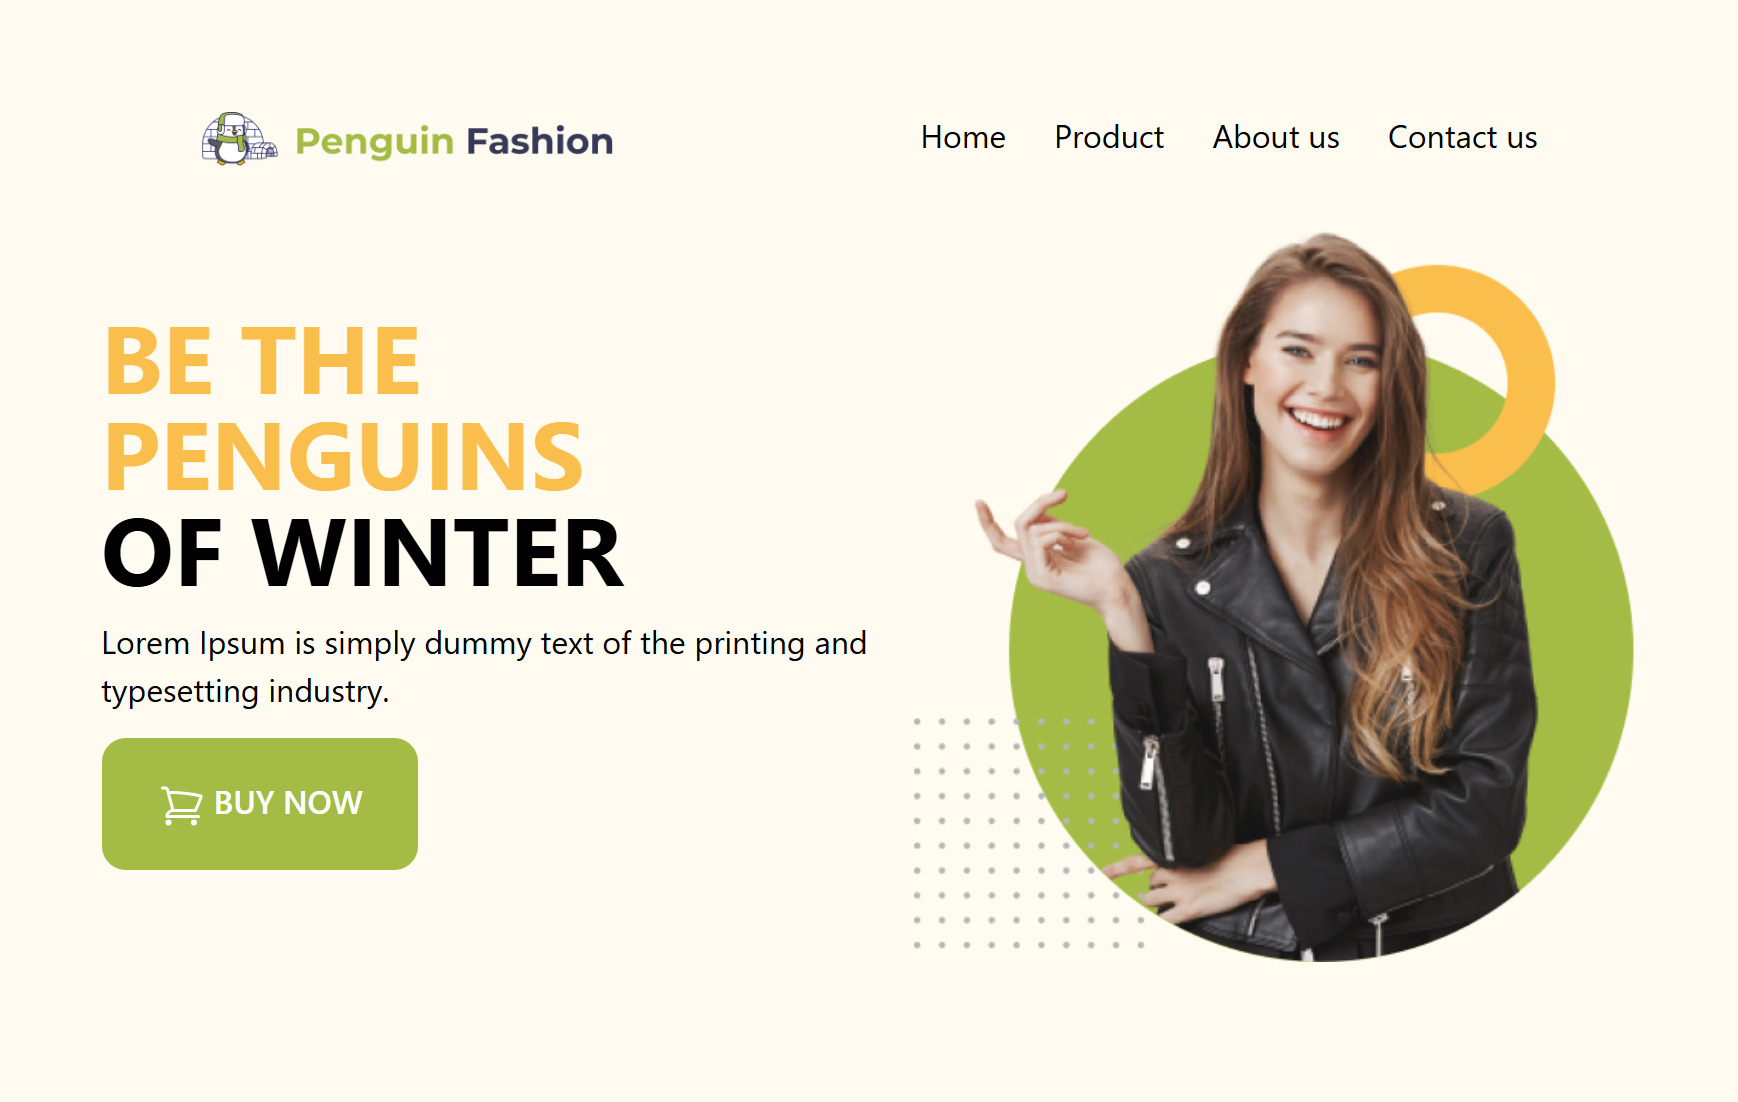 Penguin Fashion
Home Product About us Contact us
BE THE
PENGUINS
OF WINTER
Lorem Ipsum is simply dummy text of the printing and
typesetting industry.
BUY NOW